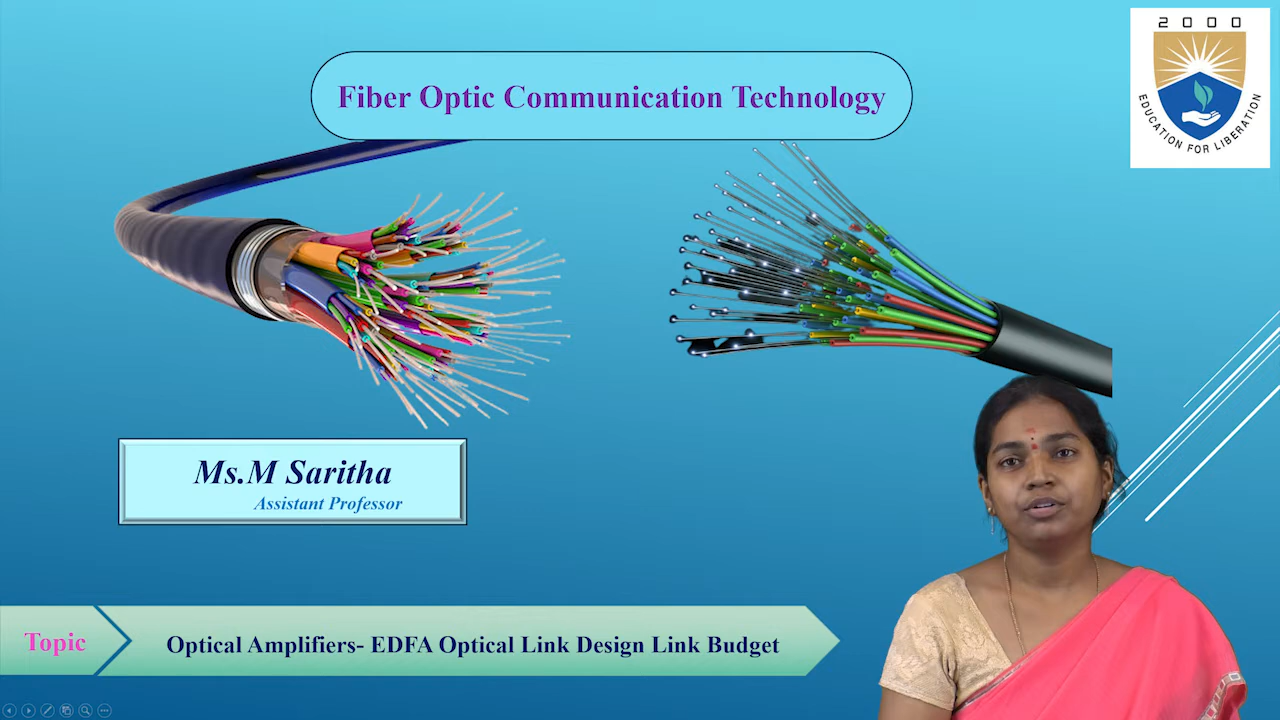 2000
EDUCATION FOR LIBERATION
Fiber Optic Communication Technology
Ms.M Saritha
Assistant Professor
Topic
Optical Amplifiers- EDFA Optical Link Design Link Budget